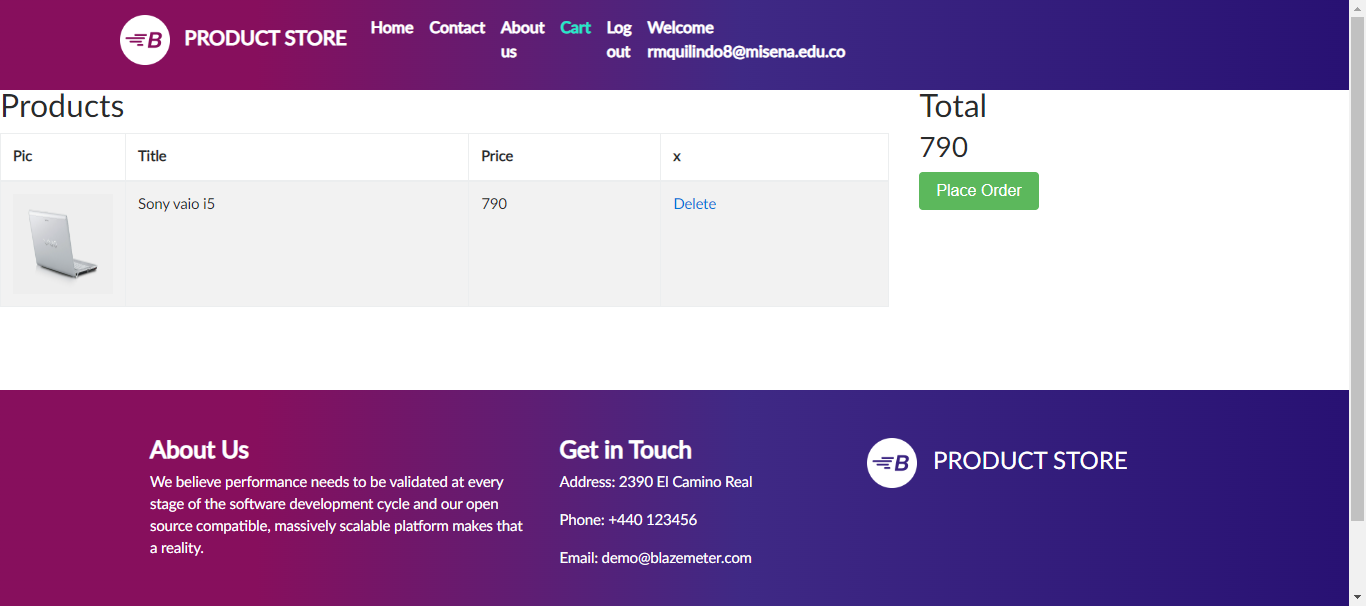 B PRODUCT STORE Home Contact About us Cart Log out Welcome rmquilindo8@misena.edu.co
Products
Pic Title Price x
Sony vaio i5 790 Delete
Total
790
Place Order
About Us
We believe performance needs to be validated at every
stage of the software development cycle and our open
source compatible, massively scalable platform makes that
a reality.
Get in Touch
Address: 2390 El Camino Real
Phone: +440 123456
Email: demo@blazemeter.com
B PRODUCT STORE